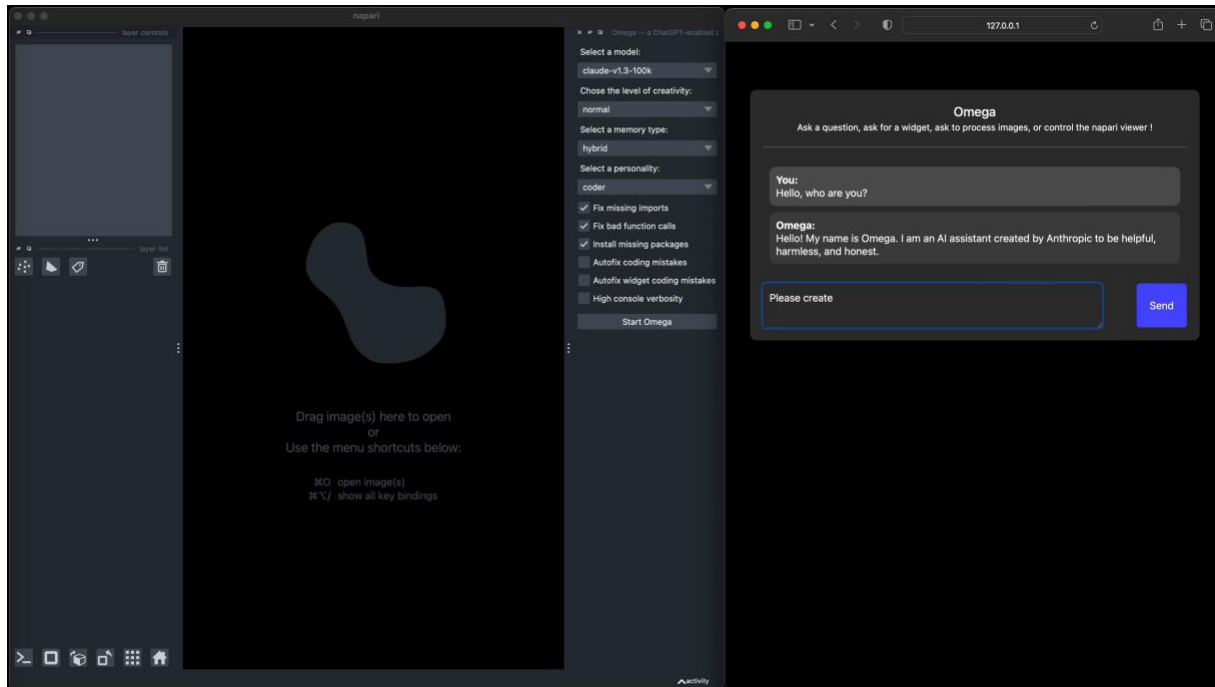 napari
layer controls
layer list
Drag image(s) here to open
or
Use the menu shortcuts below:
⌘O open image(s)
⌘⌥/ show all key bindings
activity
Omega — a ChatGPT-enabled
Select a model:
claude-v1.3-100k
Chose the level of creativity:
normal
Select a memory type:
hybrid
Select a personality:
coder
Fix missing imports
Fix bad function calls
Install missing packages
Autofix coding mistakes
Autofix widget coding mistakes
High console verbosity
Start Omega
127.0.0.1
Omega
Ask a question, ask for a widget, ask to process images, or control the napari viewer !
You:
Hello, who are you?
Omega:
Hello! My name is Omega. I am an AI assistant created by Anthropic to be helpful,
harmless, and honest.
Please create
Send